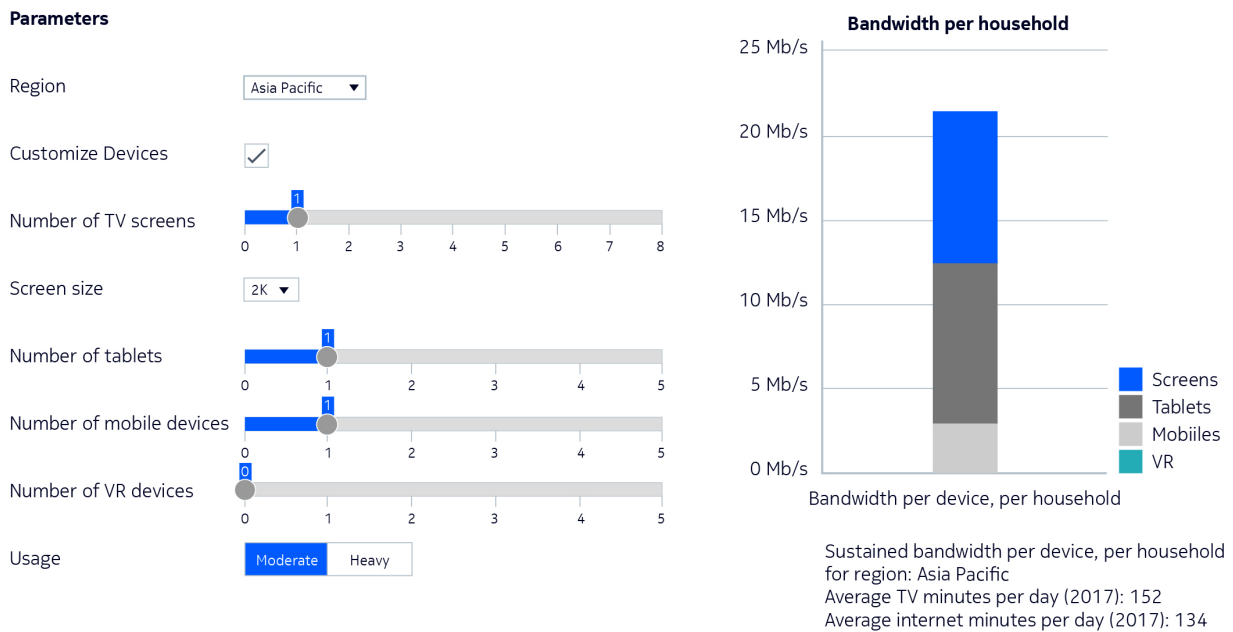 Parameters
Region
Asia Pacific
Customize Devices
Number of TV screens
1
0 1 2 3 4 5 6 7 8
Screen size
2K
Number of tablets
1
0 1 2 3 4 5
Number of mobile devices
1
0 1 2 3 4 5
Number of VR devices
0
0 1 2 3 4 5
Usage
Moderate Heavy
Bandwidth per household
25 Mb/s
20 Mb/s
15 Mb/s
10 Mb/s
5 Mb/s
0 Mb/s
Bandwidth per device, per household
Screens
Tablets
Mobiiles
VR
Sustained bandwidth per device, per household
for region: Asia Pacific
Average TV minutes per day (2017): 152
Average internet minutes per day (2017): 134